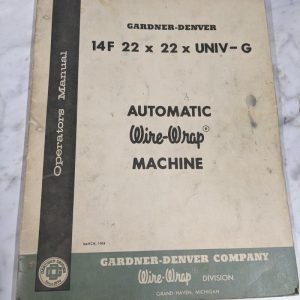 GARDNER-DENVER
14F 22 x 22 x UNIV-G
Operators Manual
AUTOMATIC
Wire-Wrap®
MACHINE
GARDNER-DENVER COMPANY
Wire-Wrap DIVISION
GRAND HAVEN, MICHIGAN